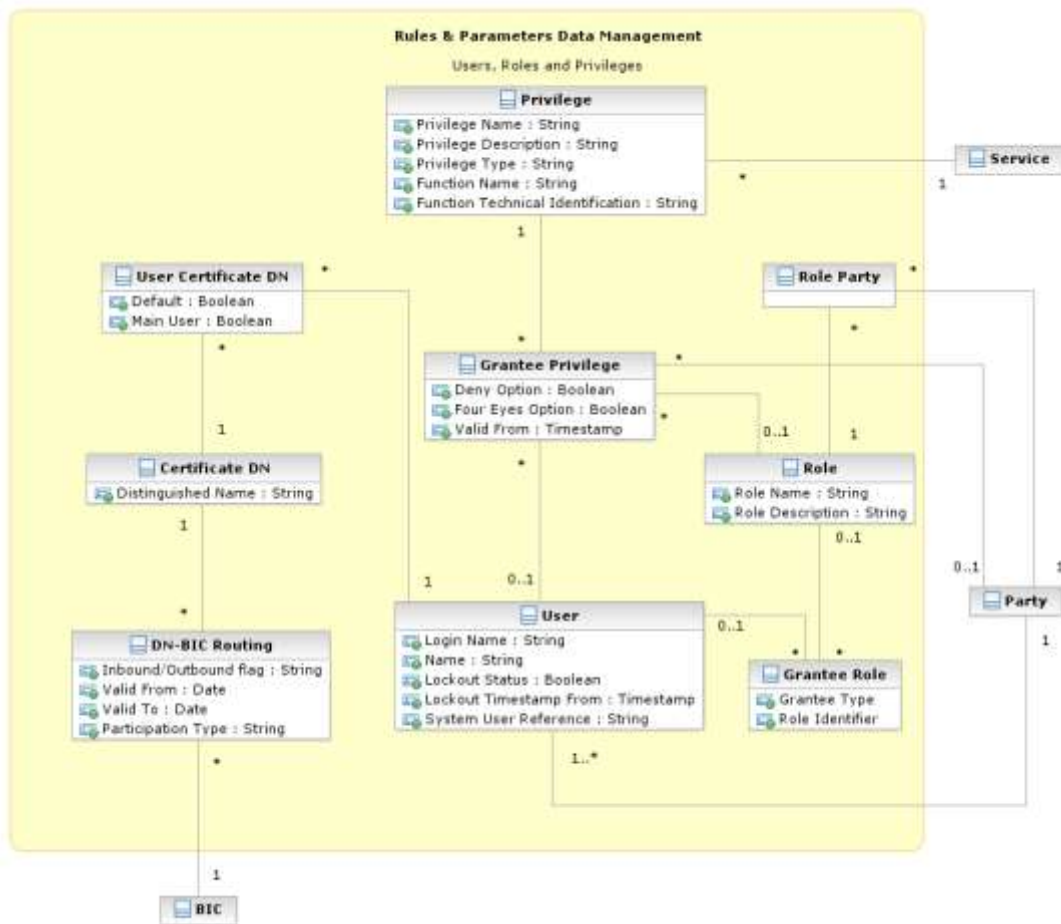 Rules & Parameters Data Management
Users, Roles and Privileges
Privilege
Privilege Name : String
Privilege Description : String
Privilege Type : String
Function Name : String
Function Technical Identification : String
*
1
Service
1
User Certificate DN
Default : Boolean
Main User : Boolean
*
*
Role Party
*
*
*
Grantee Privilege
Deny Option : Boolean
Four Eyes Option : Boolean
Valid From : Timestamp
*
*
*
0..1
1
1
Certificate DN
Distinguished Name : String
1
Role
Role Name : String
Role Description : String
0..1
1
0..1
0..1
1
Party
1
*
DN-BIC Routing
Inbound/Outbound flag : String
Valid From : Date
Valid To : Date
Participation Type : String
*
User
Login Name : String
Name : String
Lockout Status : Boolean
Lockout Timestamp From : Timestamp
System User Reference : String
0..1
*
*
Grantee Role
Grantee Type
Role Identifier
1..*
1
BIC